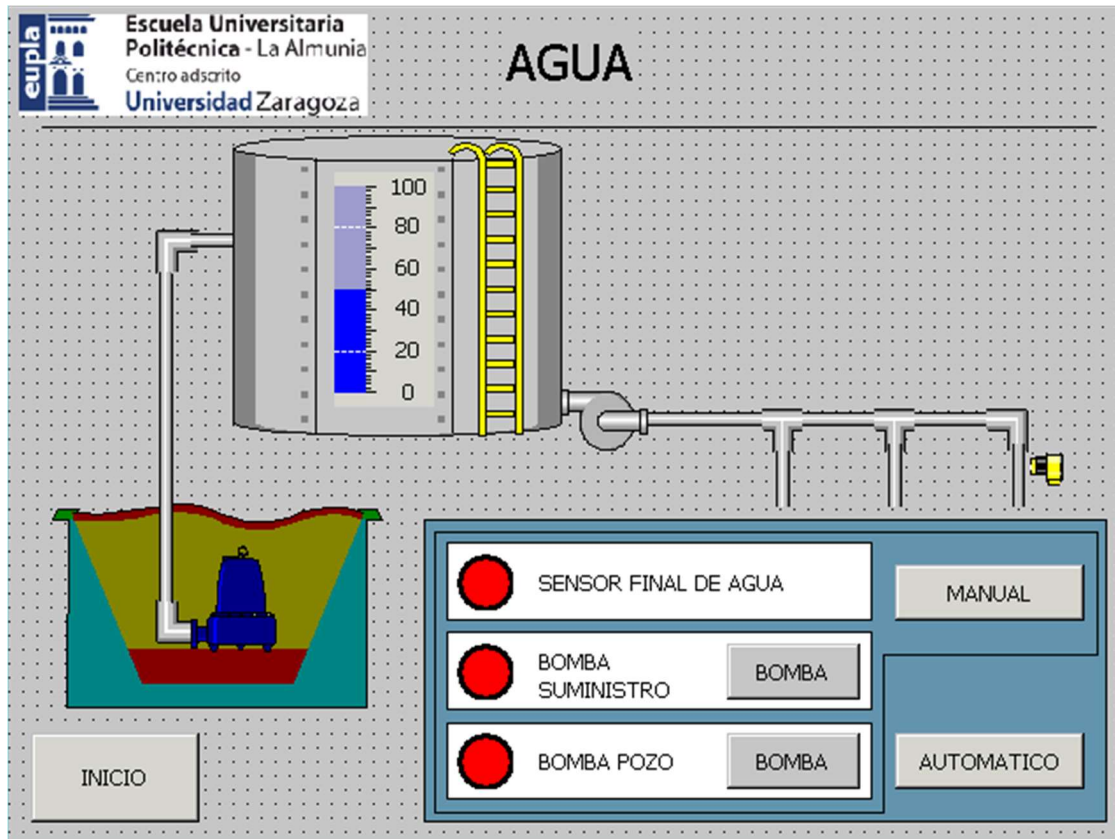 eupla
Escuela Universitaria
Politécnica - La Almunia
Centro adscrito
Universidad Zaragoza
AGUA
100
80
60
40
20
0
SENSOR FINAL DE AGUA
MANUAL
BOMBA
SUMINISTRO
BOMBA
BOMBA POZO
BOMBA
AUTOMATICO
INICIO